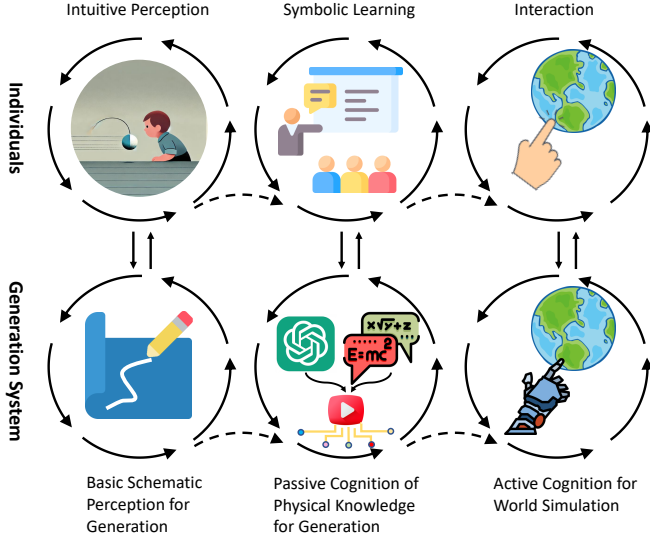 Intuitive Perception
Symbolic Learning
Interaction
Individuals
Generation System
x√y+z
E=mc²
Basic Schematic
Perception for
Generation
Passive Cognition of
Physical Knowledge
for Generation
Active Cognition for
World Simulation